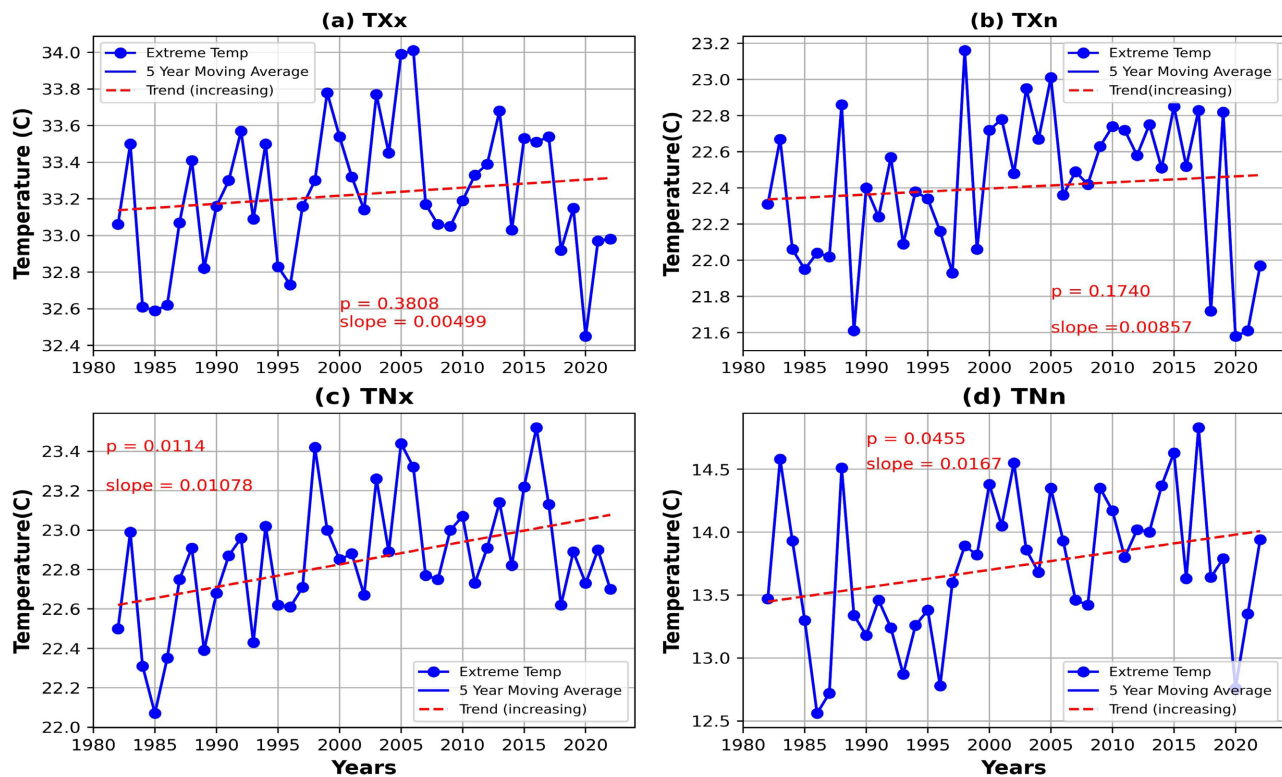 (a) TXx
Temperature (C)
34.0
33.8
33.6
33.4
33.2
33.0
32.8
32.6
32.4
Extreme Temp
5 Year Moving Average
Trend (increasing)
p = 0.3808
slope = 0.00499
1980 1985 1990 1995 2000 2005 2010 2015 2020
(b) TXn
Temperature(C)
23.2
23.0
22.8
22.6
22.4
22.2
22.0
21.8
21.6
Extreme Temp
5 Year Moving Average
Trend(increasing)
p = 0.1740
slope =0.00857
1980 1985 1990 1995 2000 2005 2010 2015 2020
(c) TNx
Temperature(C)
23.4
23.2
23.0
22.8
22.6
22.4
22.2
22.0
p = 0.0114
slope = 0.01078
Extreme Temp
5 Year Moving Average
Trend (increasing)
1980 1985 1990 1995 2000 2005 2010 2015 2020
Years
(d) TNn
Temperature(C)
14.5
14.0
13.5
13.0
12.5
p = 0.0455
slope = 0.0167
Extreme Temp
5 Year Moving Average
Trend (increasing)
1980 1985 1990 1995 2000 2005 2010 2015 2020
Years